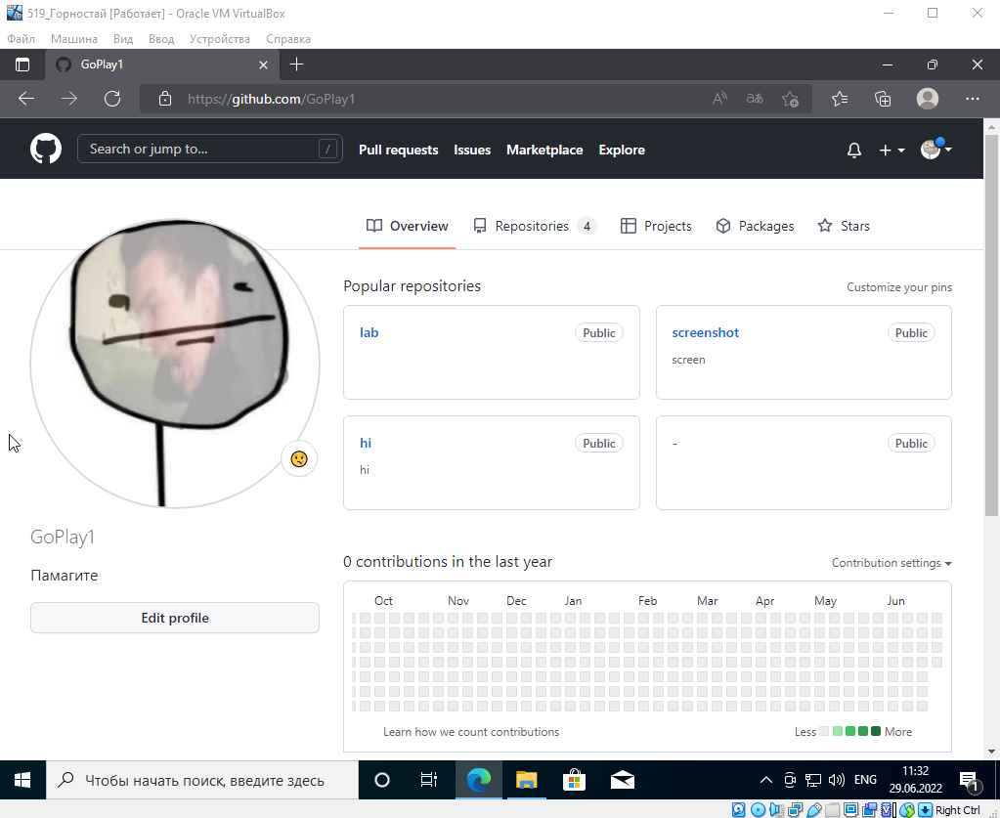 519_Горностай [Работает] - Oracle VM VirtualBox
Файл Машина Вид Ввод Устройства Справка
GoPlay1
https://github.com/GoPlay1
Search or jump to... /
Pull requests Issues Marketplace Explore
Overview Repositories 4 Projects Packages Stars
Popular repositories
Customize your pins
lab Public
screenshot Public
screen
hi Public
hi
- Public
GoPlay1
Памагите
Edit profile
0 contributions in the last year
Contribution settings
Oct Nov Dec Jan Feb Mar Apr May Jun
Learn how we count contributions
Less More
Чтобы начать поиск, введите здесь
ENG
11:32
29.06.2022
1
Right Ctrl